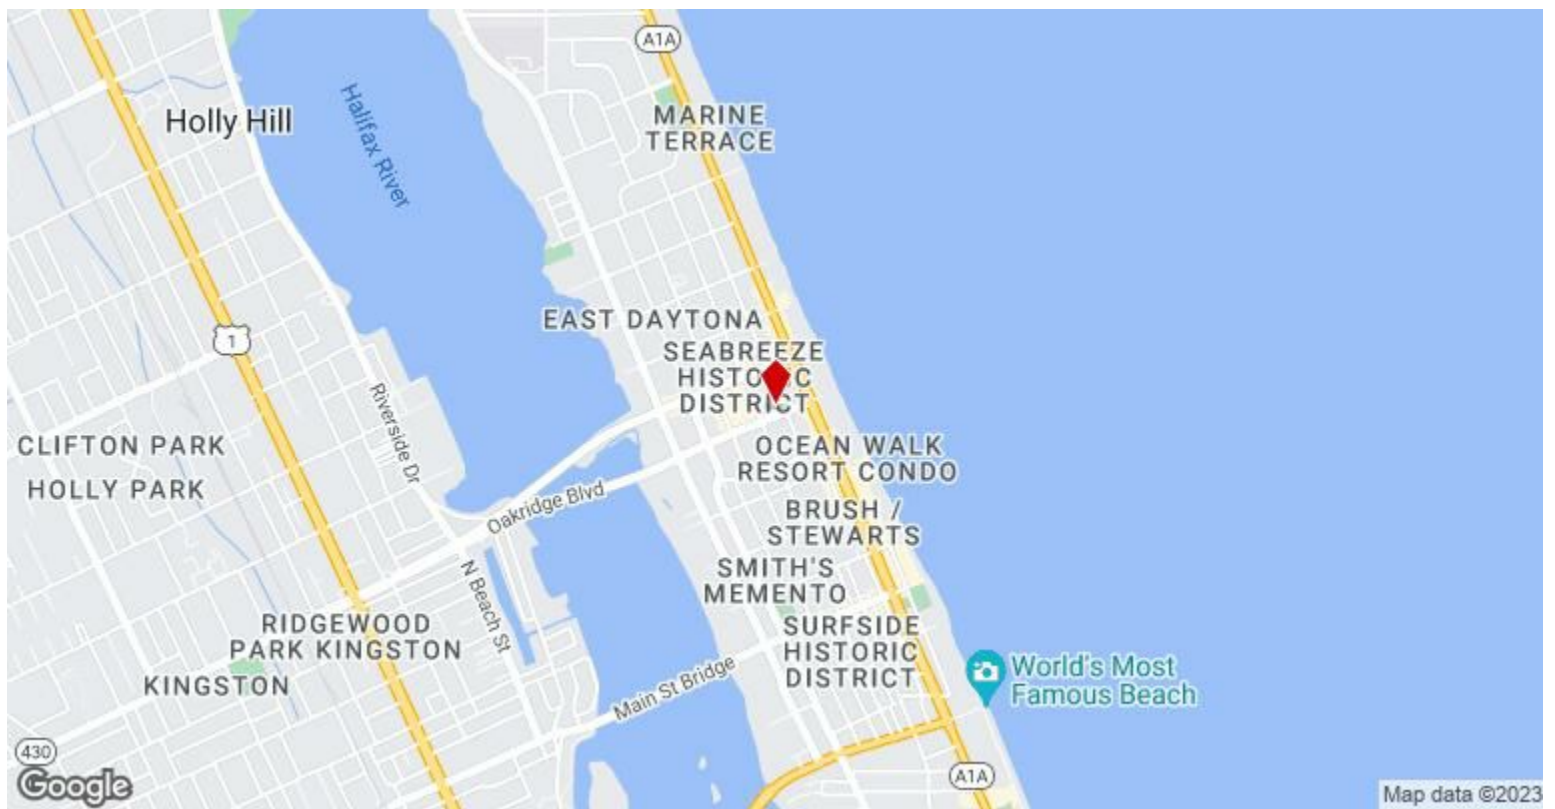 A1A
MARINE
TERRACE
Holly Hill
Halifax River
EAST DAYTONA
1
SEABREEZE
HISTORIC
DISTRICT
Riverside Dr
CLIFTON PARK
OCEAN WALK
RESORT CONDO
HOLLY PARK
Oakridge Blvd
BRUSH /
STEWARTS
SMITH'S
MEMENTO
N Beach St
RIDGEWOOD
PARK KINGSTON
SURFSIDE
HISTORIC
DISTRICT
KINGSTON
Main St Bridge
World's Most
Famous Beach
430
A1A
Google
Map data ©2023